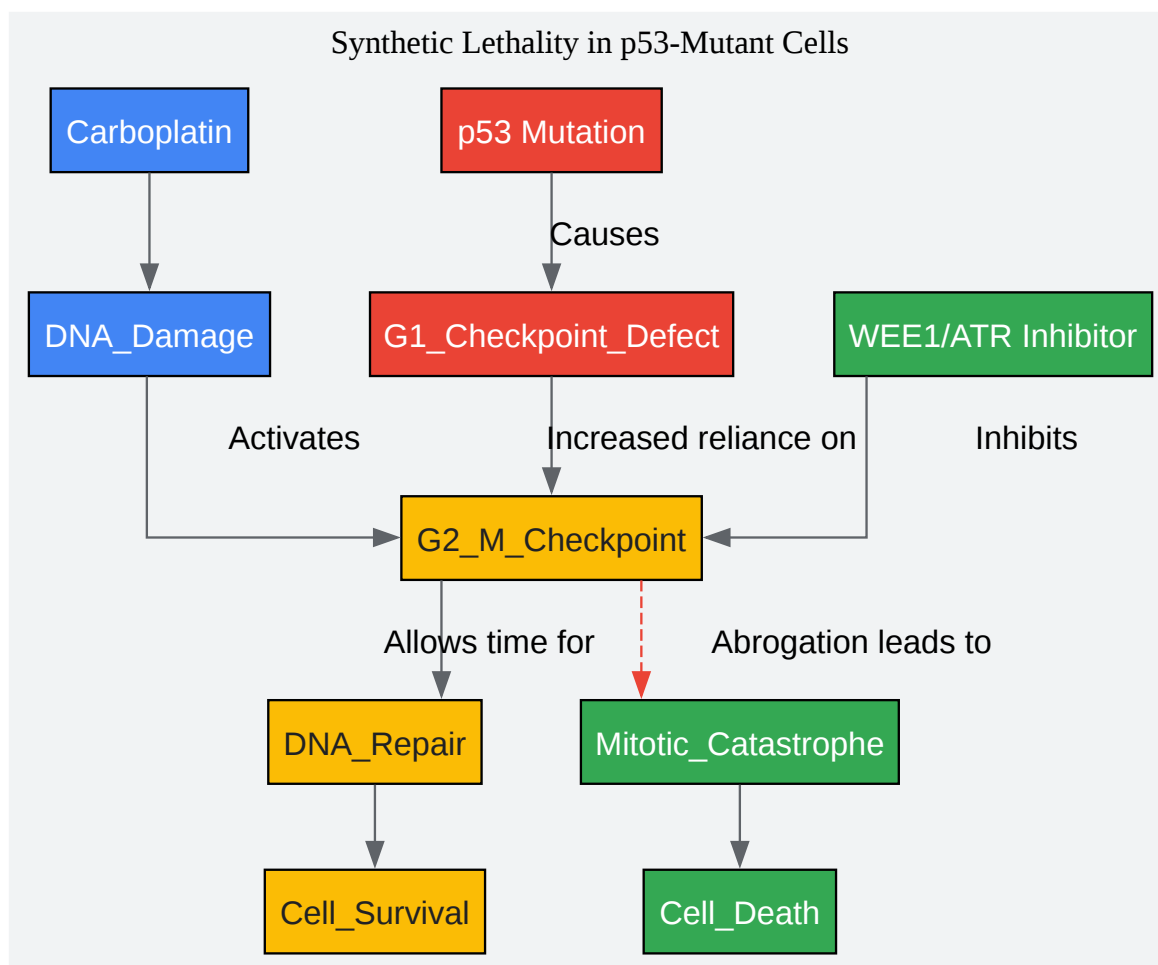 Synthetic Lethality in p53-Mutant Cells
Carboplatin
p53 Mutation
Causes
DNA_Damage
G1_Checkpoint_Defect
WEE1/ATR Inhibitor
Activates
Increased reliance on
Inhibits
G2_M_Checkpoint
Allows time for
Abrogation leads to
DNA_Repair
Mitotic_Catastrophe
Cell_Survival
Cell_Death